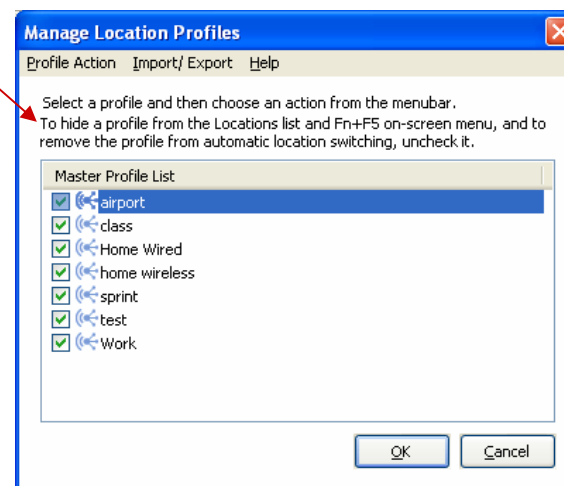 Manage Location Profiles
Profile Action Import/ Export Help
Select a profile and then choose an action from the menubar.
To hide a profile from the Locations list and Fn+F5 on-screen menu, and to
remove the profile from automatic location switching, uncheck it.
Master Profile List
airport
class
Home Wired
home wireless
sprint
test
Work
OK Cancel